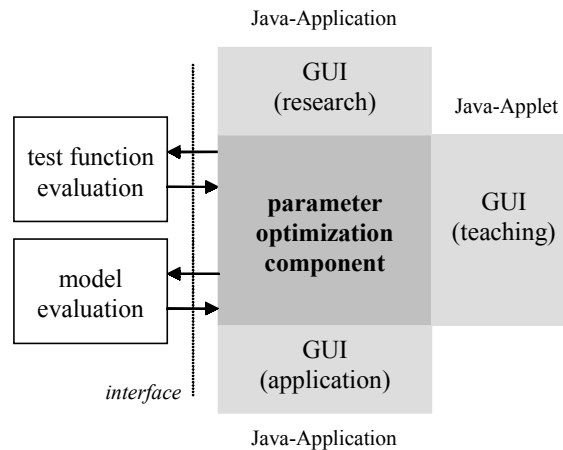 Java-Application
GUI
(research)
Java-Applet
test function
evaluation
parameter
optimization
component
GUI
(teaching)
model
evaluation
GUI
(application)
interface
Java-Application